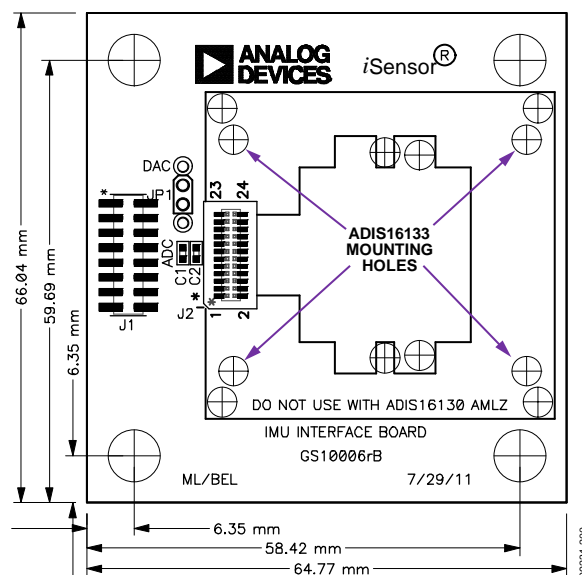 ANALOG
DEVICES
iSensor®
DAC
JP1
*
23
24
ADIS16133
MOUNTING
HOLES
ADC
C1
C2
*
*
J2
1
1
2
J1
66.04 mm
59.69 mm
6.35 mm
DO NOT USE WITH ADIS16130 AMLZ
IMU INTERFACE BOARD
GS10006rB
ML/BEL
7/29/11
6.35 mm
58.42 mm
64.77 mm